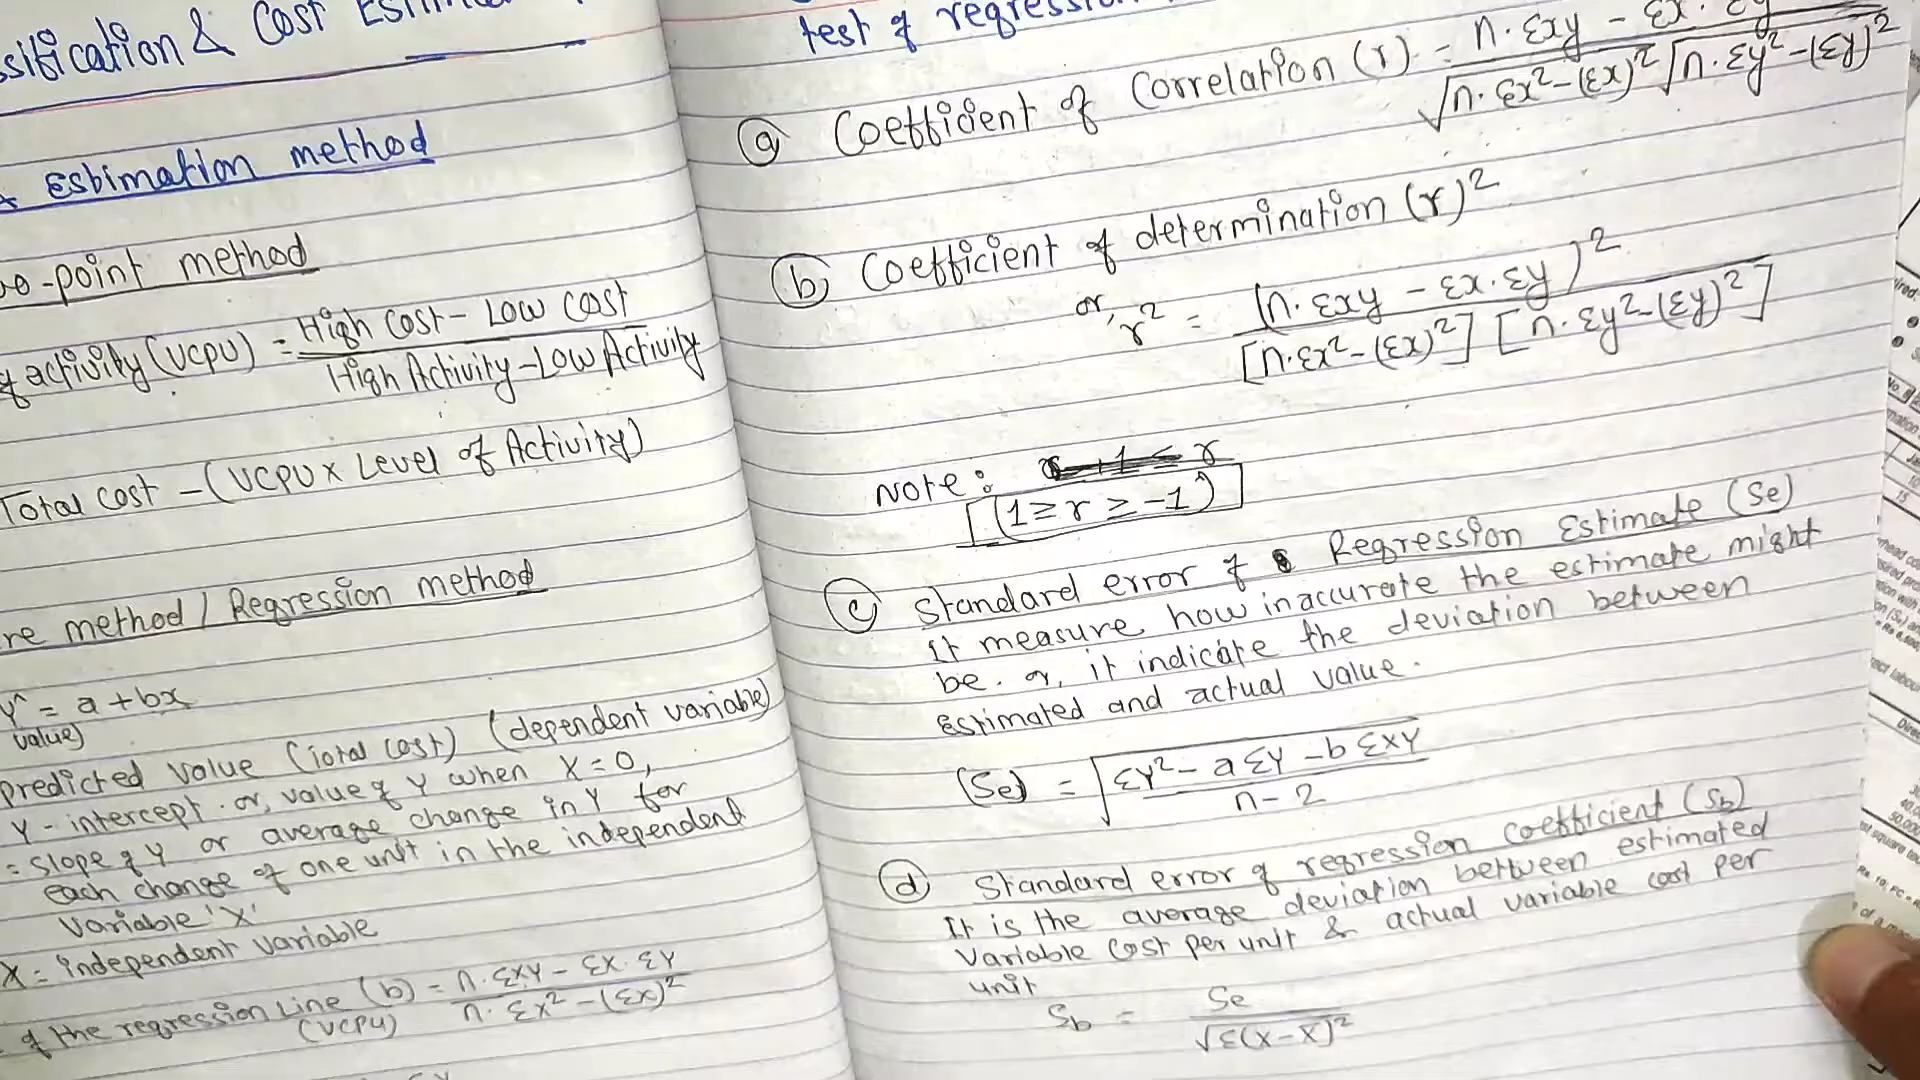 ssification & Cost
Estimation method
-point method
activity (VCPU) = High Cost - Low Cost
High Activity - Low Activity
Total cost - (VCPU x Level of Activity)
re method / Regression method
Y^ = a + bx
value)
predicted value (Total cost) (dependent variable)
Y - intercept. or, value of Y when X = 0,
= Slope of Y or average change in Y for
each change of one unit in the independent
Variable 'X'
X = independent variable
of the regression Line (b) = n. Σxy - Σx. Σy
(VCPU) n. Σx² - (Σx)²
test of regression
(a) Coefficient of Correlation (r) = n. Σxy - Σx. Σy
√n. Σx² - (Σx)² √n. Σy² - (Σy)²
(b) Coefficient of determination (r)²
or, r² = (n. Σxy - Σx. Σy)²
[n. Σx² - (Σx)²] [n. Σy² - (Σy)²]
Note:
[(1 ≥ r ≥ -1)]
(c) Standard error of Regression Estimate (Se)
It measure how inaccurate the estimate might
be. or, it indicate the deviation between
Estimated and actual value.
(Se) = √ΣY² - a ΣY - b ΣXY
n - 2
(d) Standard error of regression coefficient (Sb)
It is the average deviation between estimated
Variable Cost per unit & actual variable cost per
unit
Sb = Se
√Σ(X-X)²